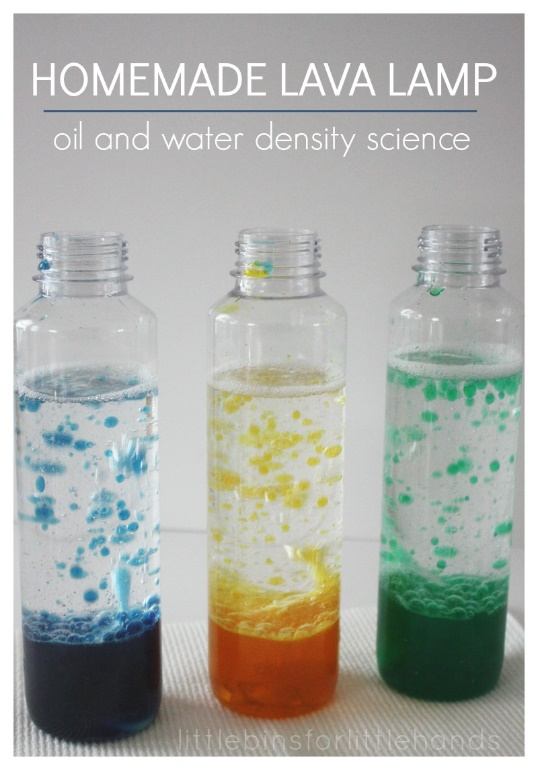 HOMEMADE LAVA LAMP
oil and water density science
littlebinsforlittlehands